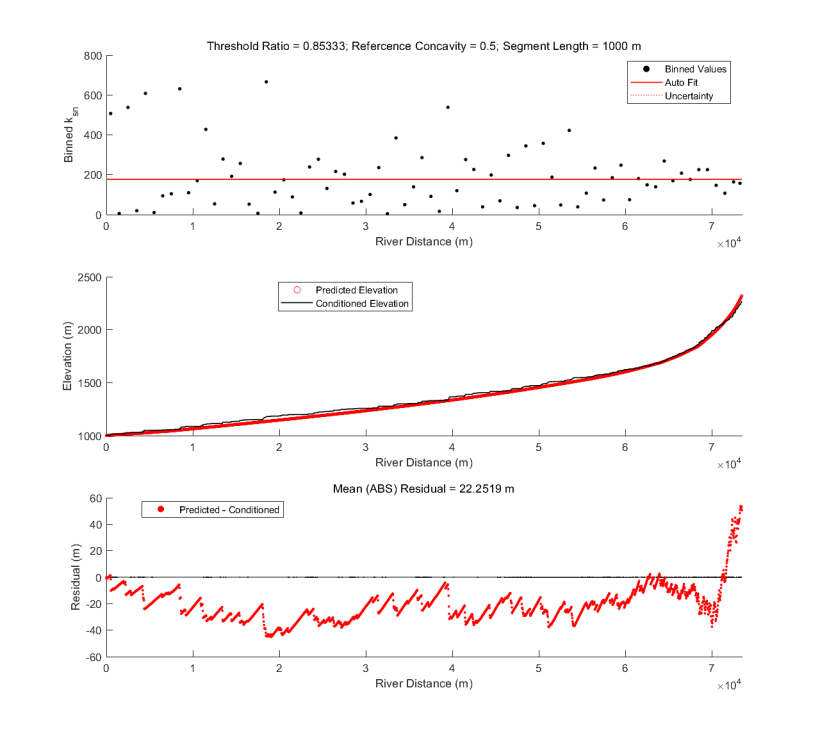 Threshold Ratio = 0.85333; Refercence Concavity = 0.5; Segment Length = 1000 m
800
600
400
200
0
Binned ksn
Binned Values
Auto Fit
Uncertainty
0 1 2 3 4 5 6 7
×10^4
River Distance (m)
2500
2000
1500
1000
Elevation (m)
Predicted Elevation
Conditioned Elevation
0 1 2 3 4 5 6 7
×10^4
River Distance (m)
Mean (ABS) Residual = 22.2519 m
60
40
20
0
-20
-40
-60
Residual (m)
Predicted - Conditioned
0 1 2 3 4 5 6 7
×10^4
River Distance (m)